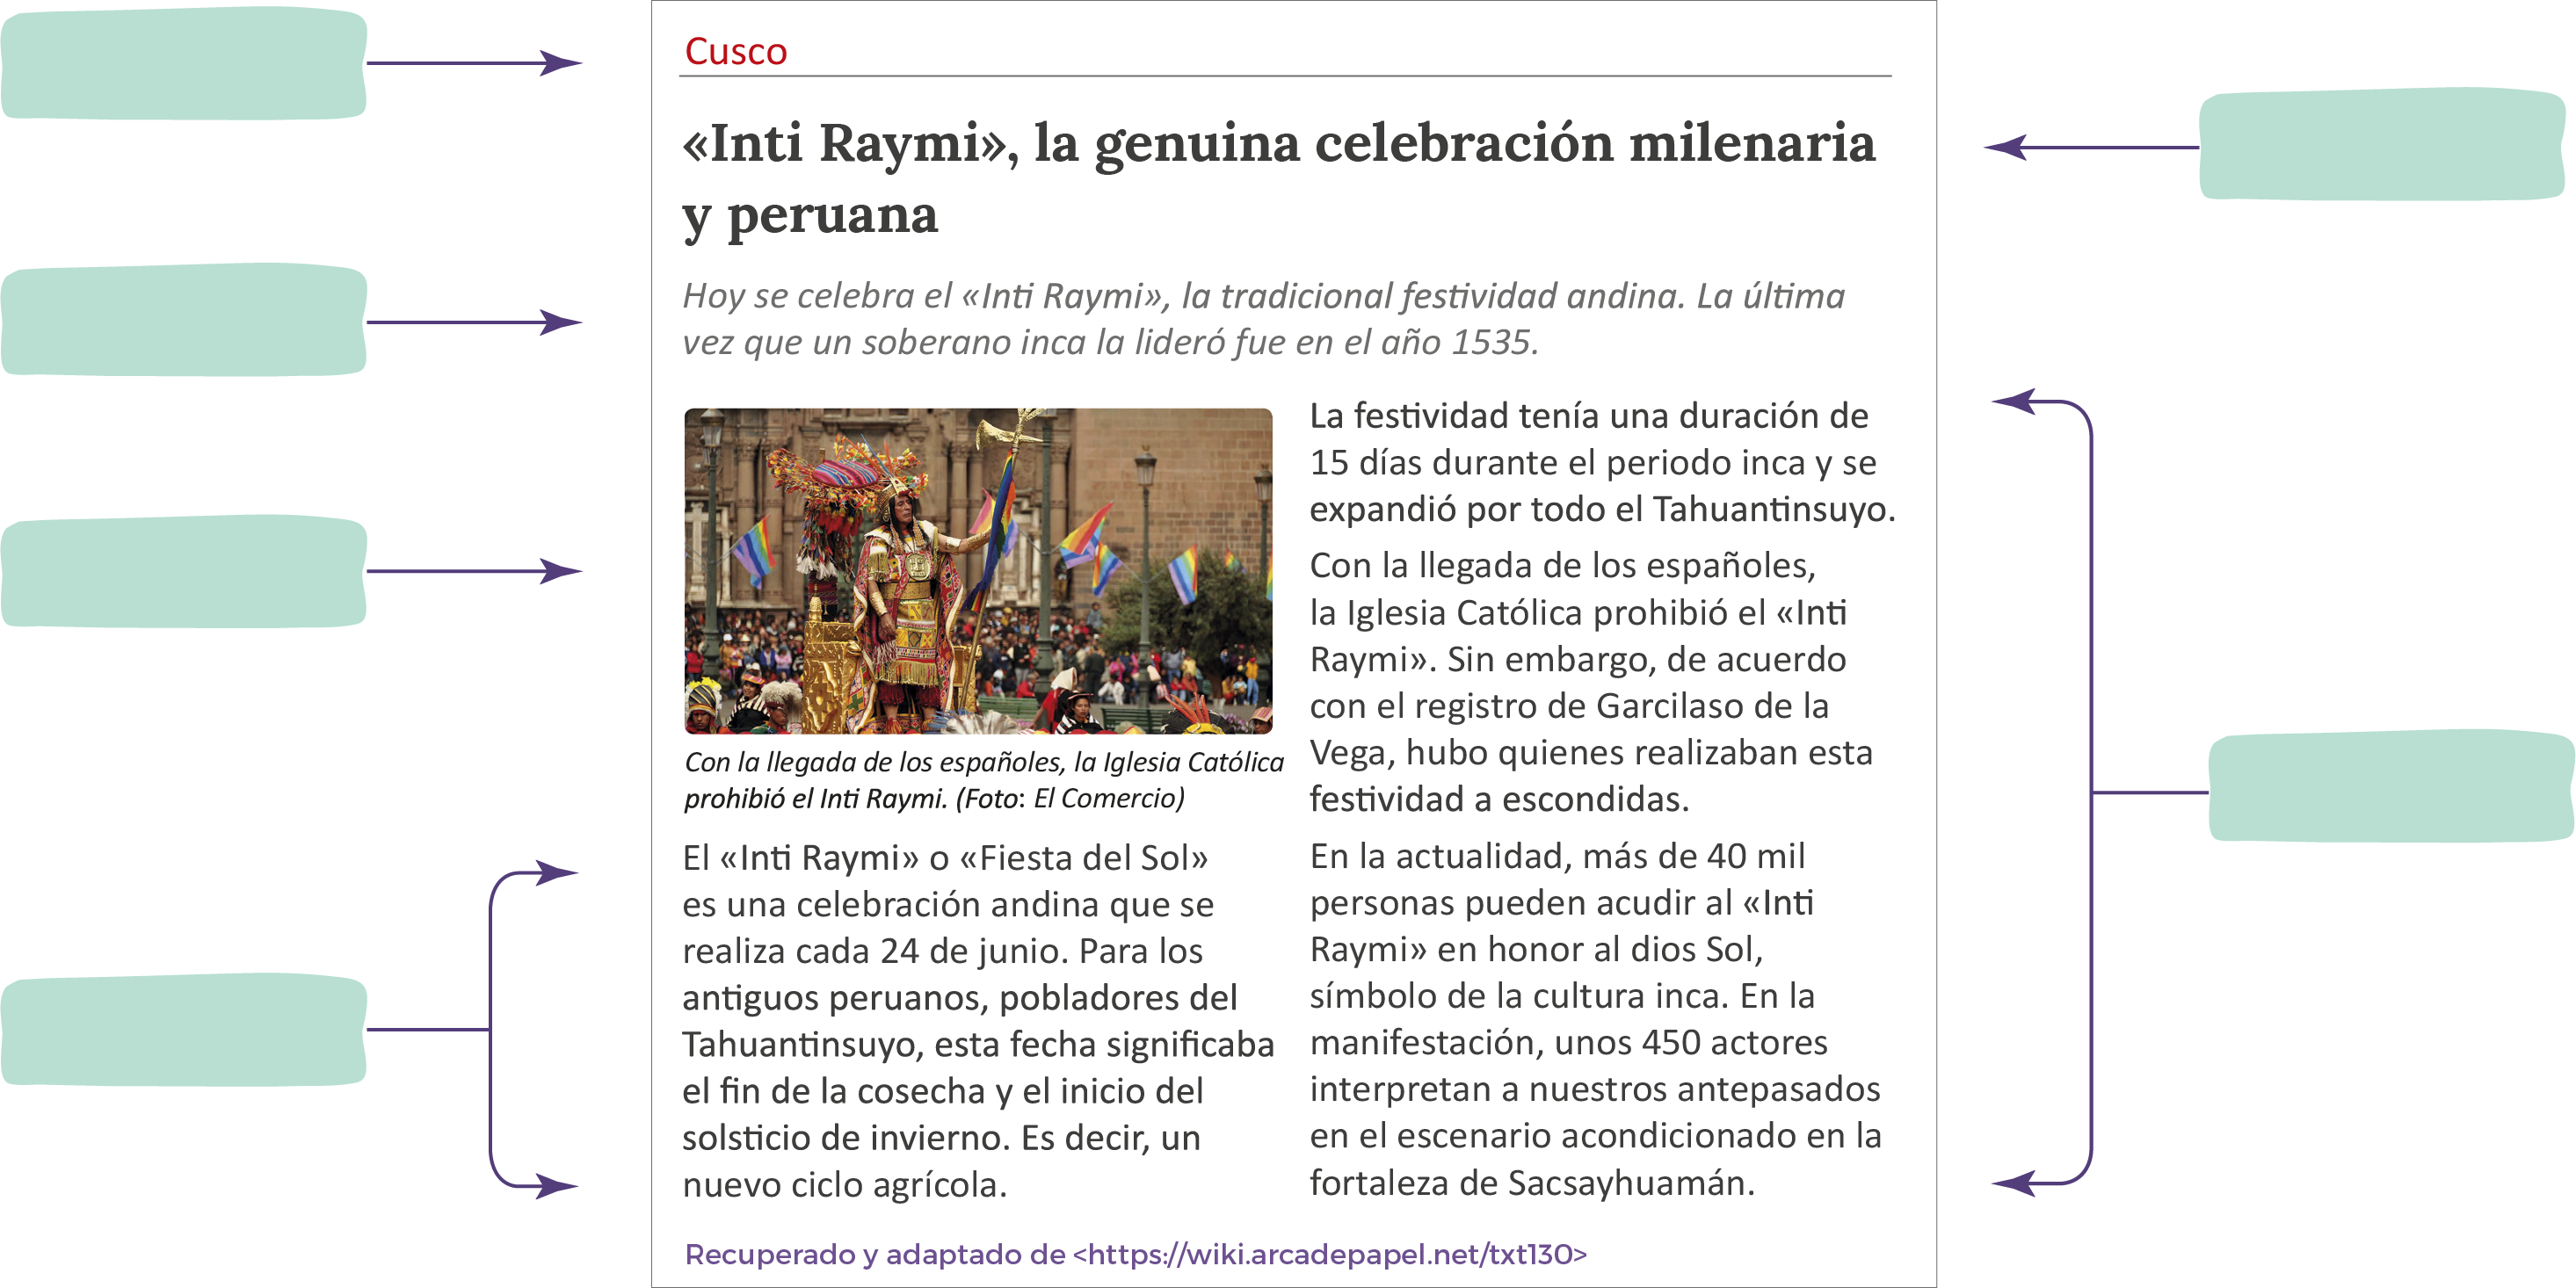 Cusco
«Inti Raymi», la genuina celebración milenaria
y peruana
Hoy se celebra el «Inti Raymi», la tradicional festividad andina. La última
vez que un soberano inca la lideró fue en el año 1535.
Con la llegada de los españoles, la Iglesia Católica
prohibió el Inti Raymi. (Foto: El Comercio)
El «Inti Raymi» o «Fiesta del Sol»
es una celebración andina que se
realiza cada 24 de junio. Para los
antiguos peruanos, pobladores del
Tahuantinsuyo, esta fecha significaba
el fin de la cosecha y el inicio del
solsticio de invierno. Es decir, un
nuevo ciclo agrícola.
La festividad tenía una duración de
15 días durante el periodo inca y se
expandió por todo el Tahuantinsuyo.
Con la llegada de los españoles,
la Iglesia Católica prohibió el «Inti
Raymi». Sin embargo, de acuerdo
con el registro de Garcilaso de la
Vega, hubo quienes realizaban esta
festividad a escondidas.
En la actualidad, más de 40 mil
personas pueden acudir al «Inti
Raymi» en honor al dios Sol,
símbolo de la cultura inca. En la
manifestación, unos 450 actores
interpretan a nuestros antepasados
en el escenario acondicionado en la
fortaleza de Sacsayhuamán.
Recuperado y adaptado de <https://wiki.arcadepapel.net/txt130>